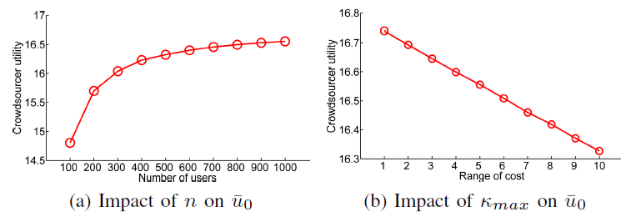 17
16.5
16
15.5
15
14.5
Crowdsourcer utility
100 200 300 400 500 600 700 800 900 1000
Number of users
(a) Impact of n on ū₀
16.8
16.7
16.6
16.5
16.4
16.3
Crowdsourcer utility
1 2 3 4 5 6 7 8 9 10
Range of cost
(b) Impact of κₘₐₓ on ū₀